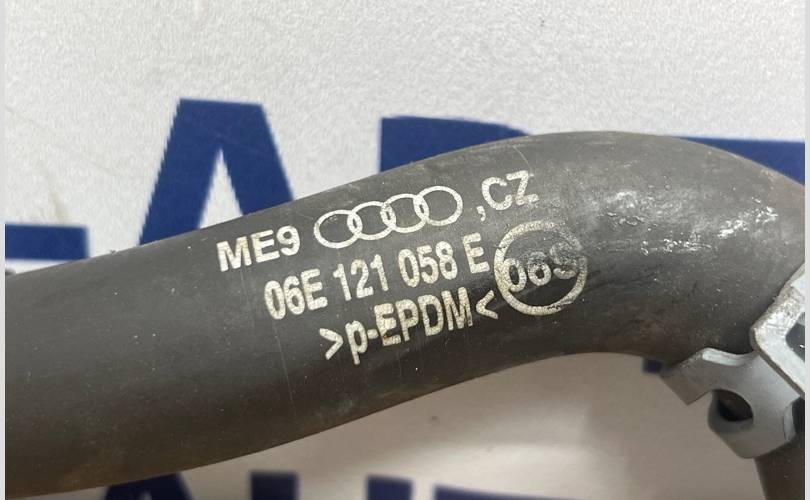 ME9 ,CZ
06E 121 058 E
>p-EPDM<